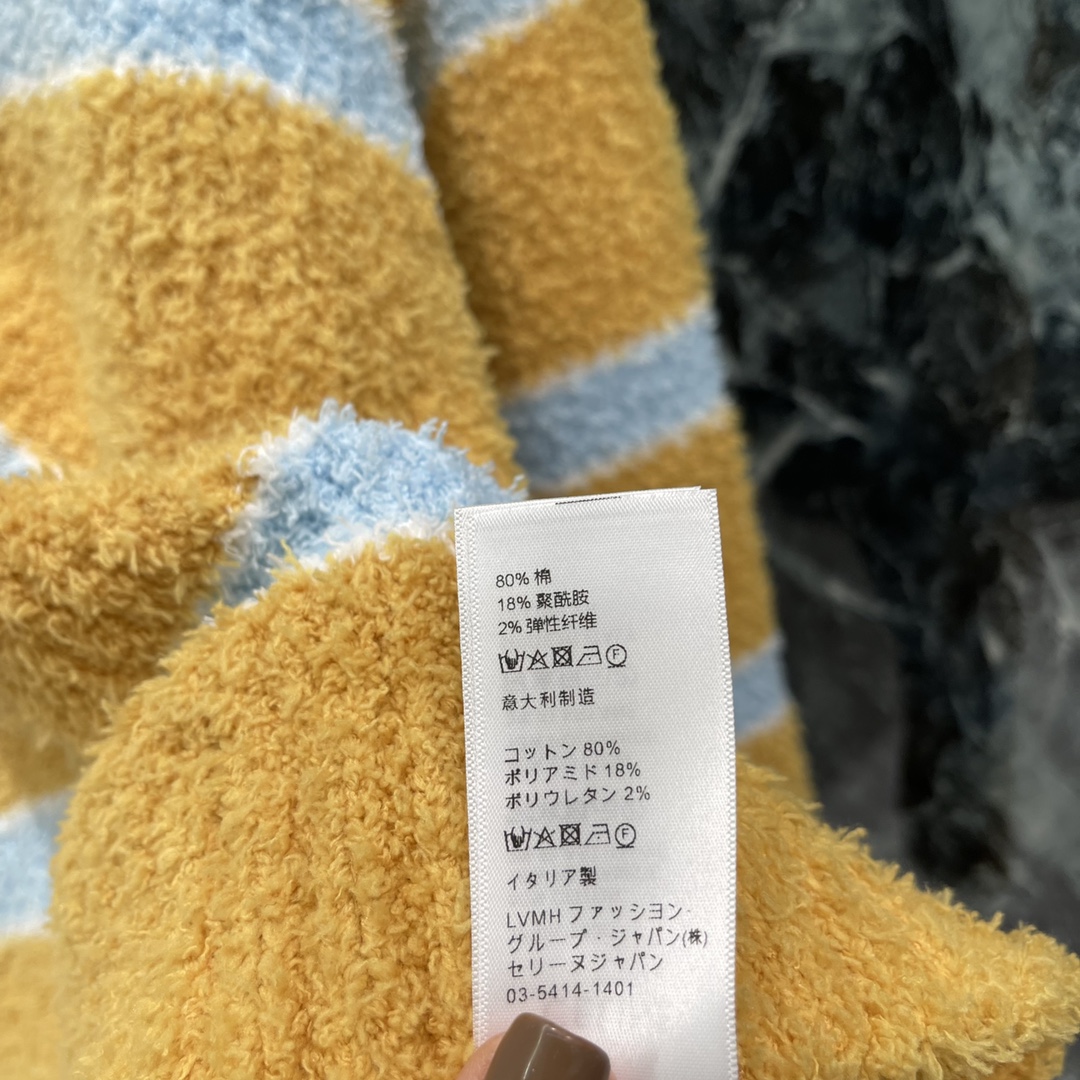 80% 棉
18% 聚酰胺
2% 弹性纤维
F
意大利制造
コットン 80%
ポリアミド 18%
ポリウレタン 2%
F
イタリア製
LVMH ファッション・
グループ・ジャパン(株)
セリーヌジャパン
03-5414-1401